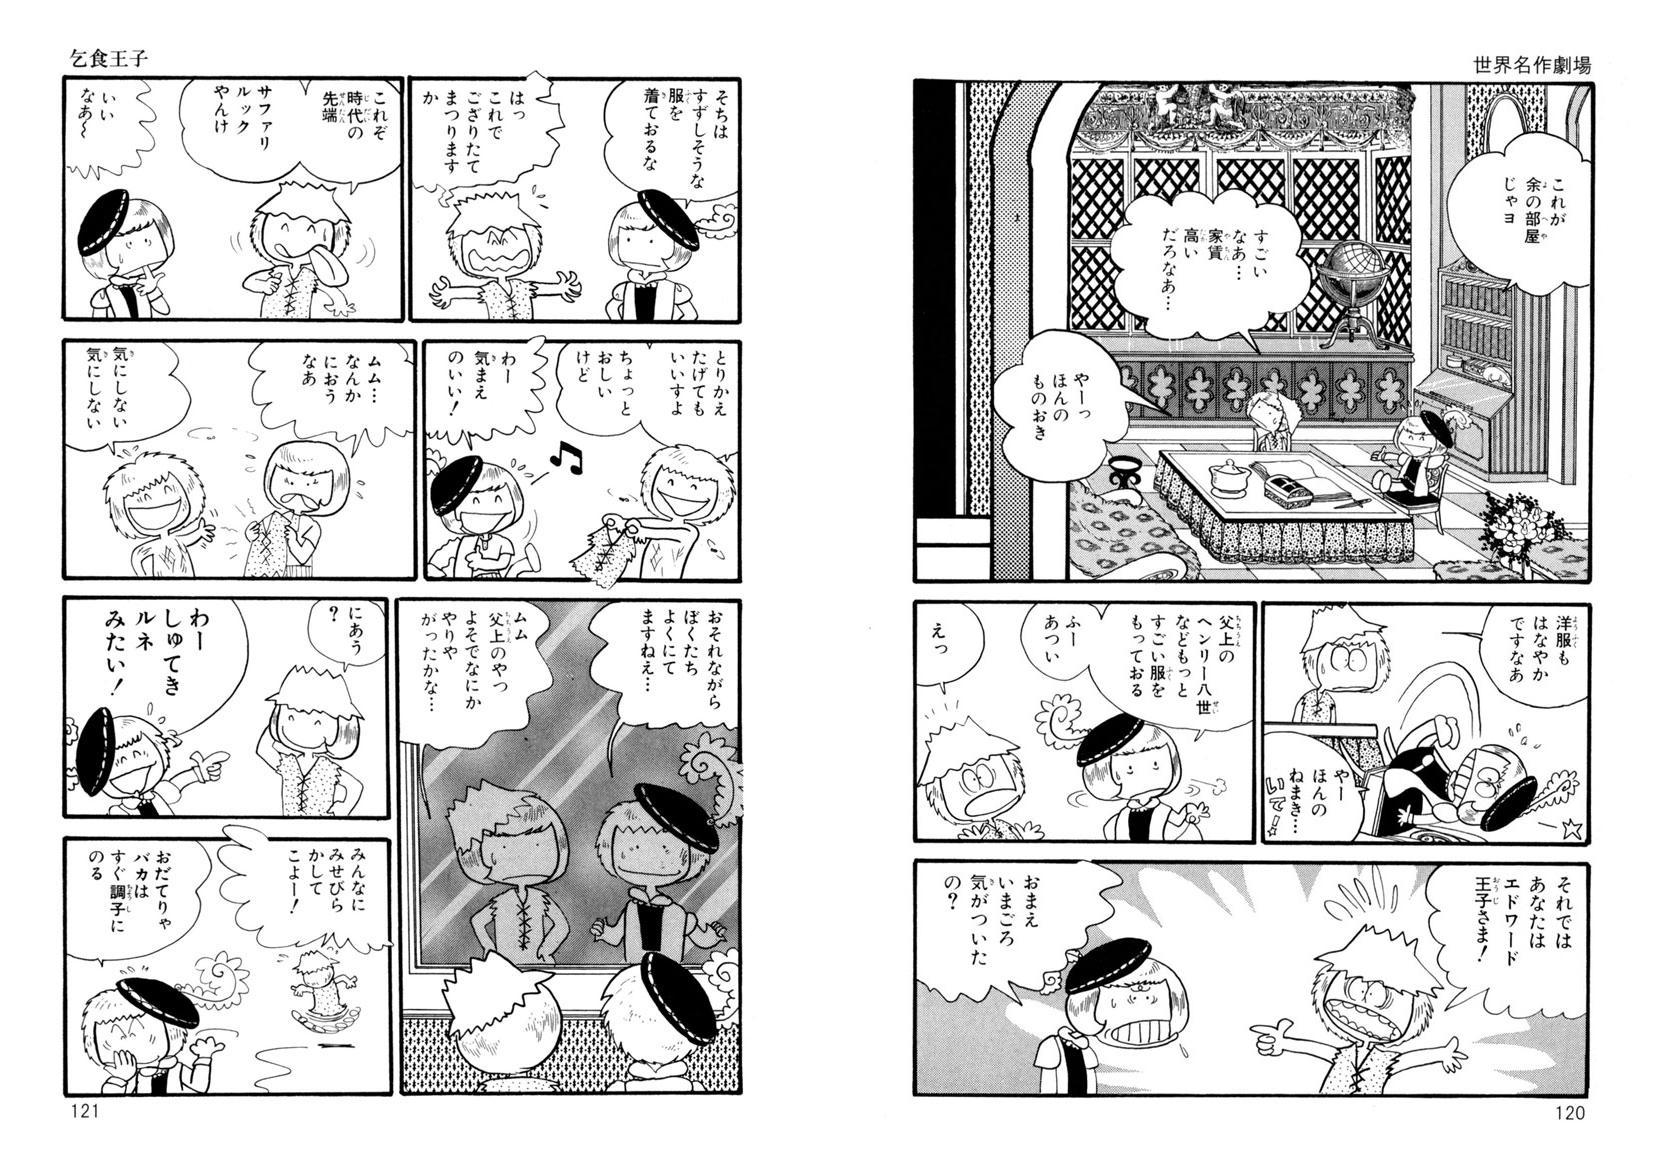 世界名作劇場
これが
余の部屋
じゃヨ
すごい
なあ…
家賃
高い
だろなあ…
やーっ
ほんの
ものおき
洋服も
はなやか
ですなあ
やー
ほんの
ねまき…
いて!
父上の
ヘンリー八世
などもっと
すごい服を
もっておる
ふー
あつい
えっ
それでは
あなたは
エドワード
王子さま!
おまえ
いまごろ
気がついた
の?
120
乞食王子
そちは
すずしそうな
服を
着ておるな
はっ
これで
ござりたて
まつります
か
これぞ
時代の
先端
サファリ
ルック
やんけ
いい
なあ〜
とりかえ
たげても
いいすよ
ちょっと
おしい
けど
わー
気まえ
のいい!
ムム…
なんか
におう
なあ
気にしない
気にしない
おそれながら
ぼくたち
よくにて
ますねえ…
ムム
父上のやつ
よそでなにか
やりや
がったかな…
にあう
?
わー
しゅてき
ルネ
みたい!
みんなに
みせびら
かして
こよー!
おだてりゃ
バカは
すぐ調子に
のる
121